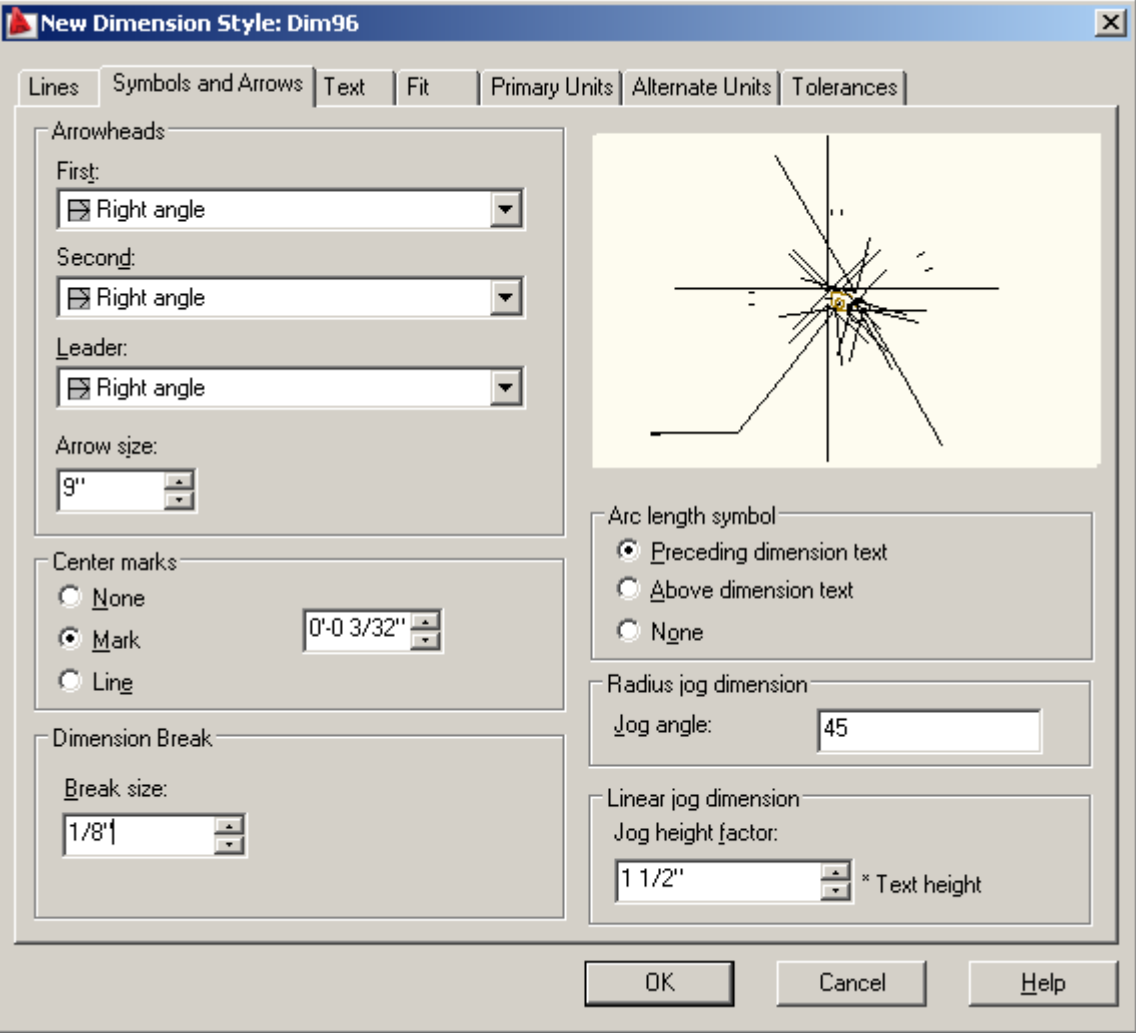 New Dimension Style: Dim96
Lines Symbols and Arrows Text Fit Primary Units Alternate Units Tolerances
Arrowheads
First:
Right angle
Second:
Right angle
Leader:
Right angle
Arrow size:
9"
Center marks
None
Mark
Line
0'-0 3/32"
Dimension Break
Break size:
1/8"
Arc length symbol
Preceding dimension text
Above dimension text
None
Radius jog dimension
Jog angle:
45
Linear jog dimension
Jog height factor:
1 1/2" * Text height
OK Cancel Help